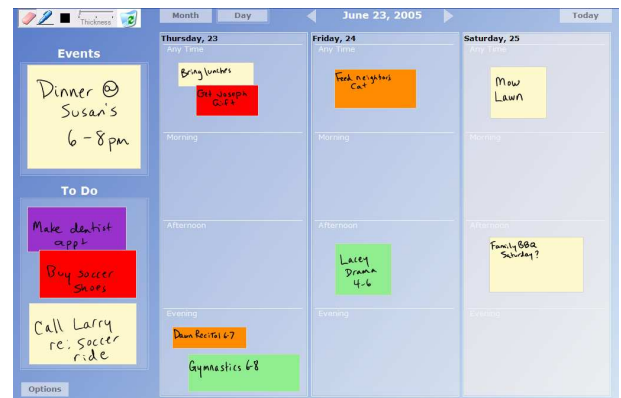 Thickness
Month
Day
June 23, 2005
Today
Events
Dinner @
Susan's
6-8pm
To Do
Make dentist
appt
Buy soccer
Shoes
Call Larry
re: soccer
ride
Options
Thursday, 23
Any Time
Bring lunches
Get Joseph
Gift
Morning
Afternoon
Evening
Dawn Recital 6-7
Gymnastics 6-8
Friday, 24
Any Time
Feed neighbors
Cat
Morning
Afternoon
Lacey
Drama
4-6
Evening
Saturday, 25
Any Time
Mow
Lawn
Morning
Afternoon
Family BBQ
Saturday?
Evening